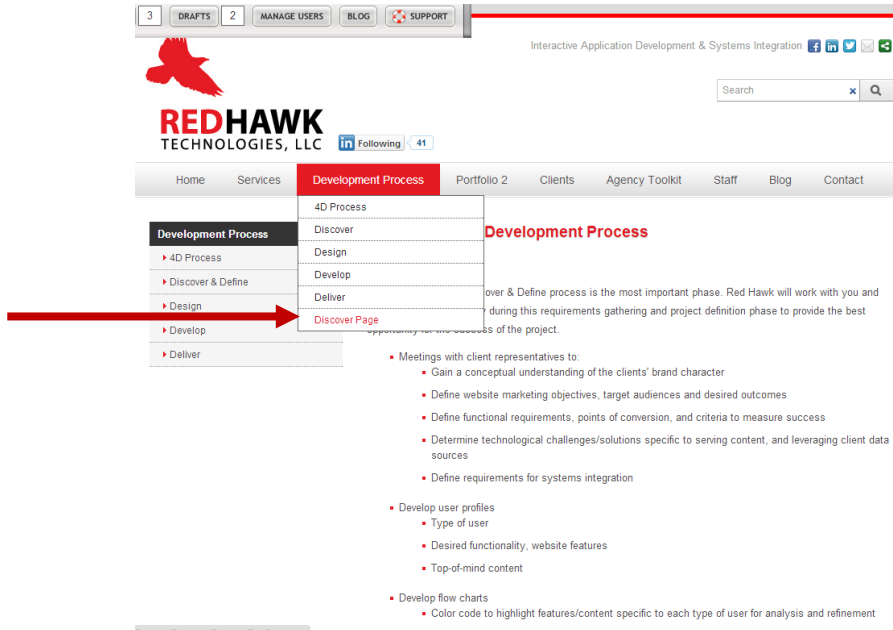 3 DRAFTS 2 MANAGE USERS BLOG SUPPORT
Interactive Application Development & Systems Integration
Search
REDHAWK
TECHNOLOGIES, LLC
in Following 41
Home Services Development Process Portfolio 2 Clients Agency Toolkit Staff Blog Contact
4D Process
Discover
Design
Develop
Deliver
Discover Page
Development Process
4D Process
Discover & Define
Design
Develop
Deliver
Development Process
over & Define process is the most important phase. Red Hawk will work with you and
during this requirements gathering and project definition phase to provide the best
opportunity for the success of the project.
Meetings with client representatives to:
Gain a conceptual understanding of the clients' brand character
Define website marketing objectives, target audiences and desired outcomes
Define functional requirements, points of conversion, and criteria to measure success
Determine technological challenges/solutions specific to serving content, and leveraging client data
sources
Define requirements for systems integration
Develop user profiles
Type of user
Desired functionality, website features
Top-of-mind content
Develop flow charts
Color code to highlight features/content specific to each type of user for analysis and refinement